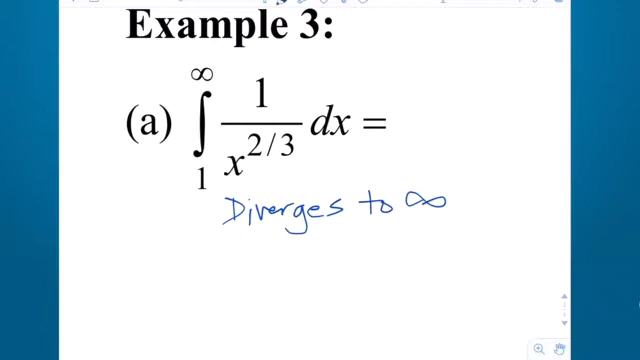 Example 3:
(a) ∫₁^∞ 1/x^{2/3} dx =
Diverges to ∞